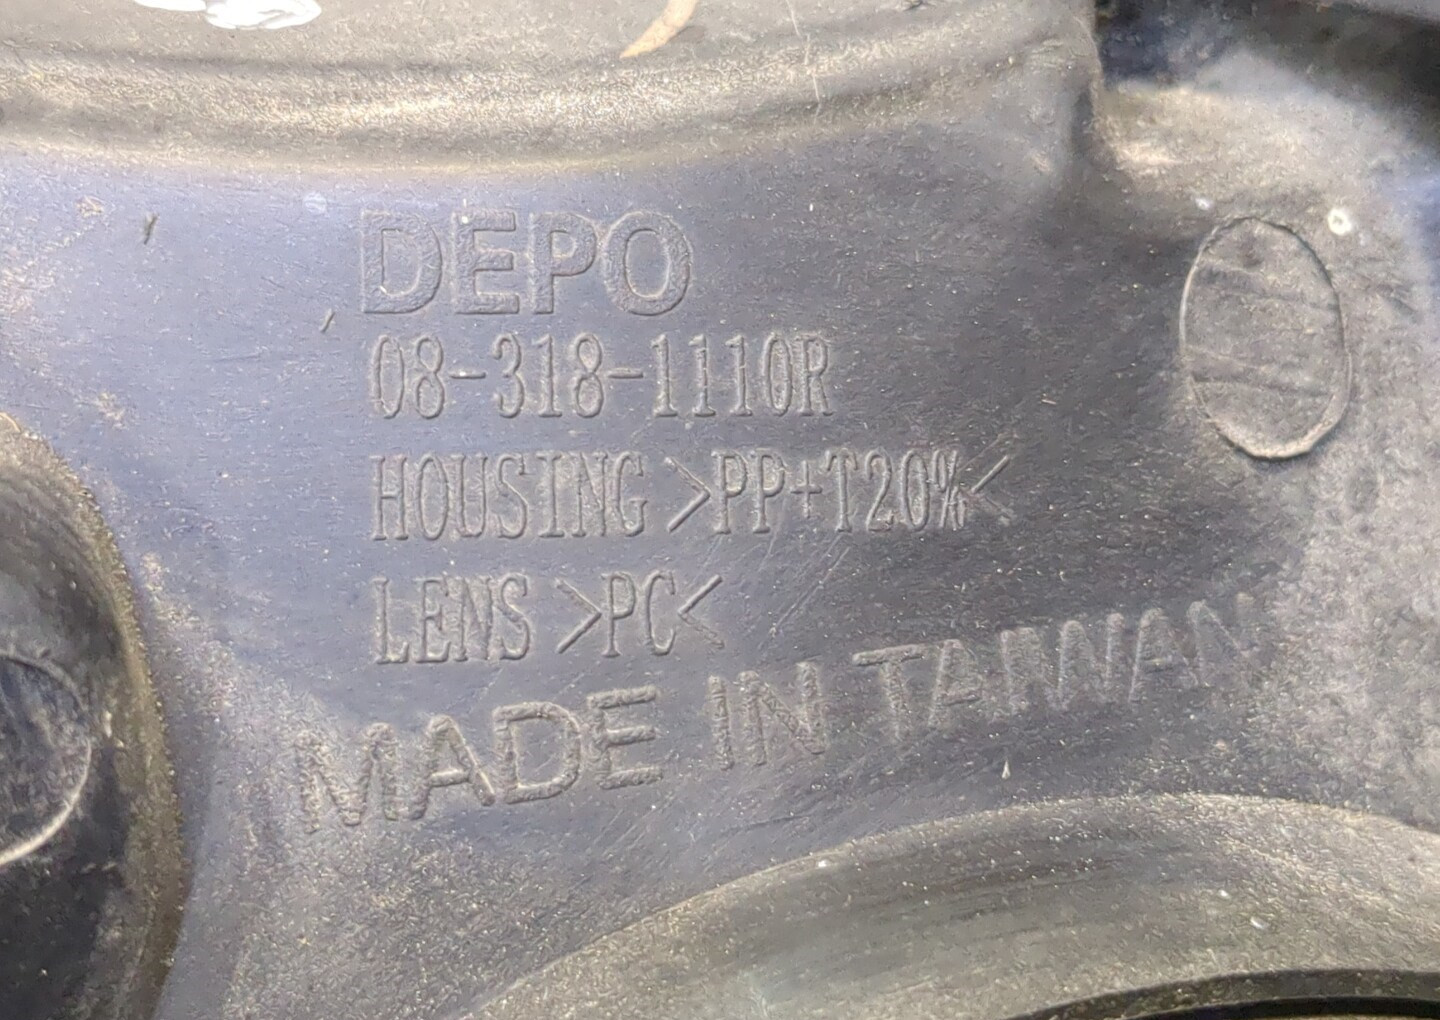 DEPO
08-318-1110R
HOUSING >PP+T20%<
LENS >PC<
MADE IN TAIWAN